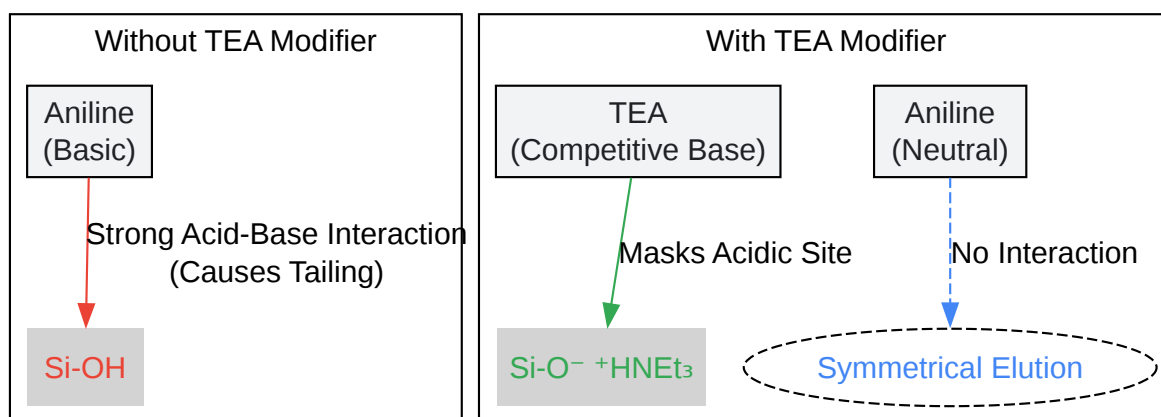 Without TEA Modifier
Aniline
(Basic)
Strong Acid-Base Interaction
(Causes Tailing)
Si-OH
With TEA Modifier
TEA
(Competitive Base)
Masks Acidic Site
Si-O⁻ ⁺HNEt₃
Aniline
(Neutral)
No Interaction
Symmetrical Elution